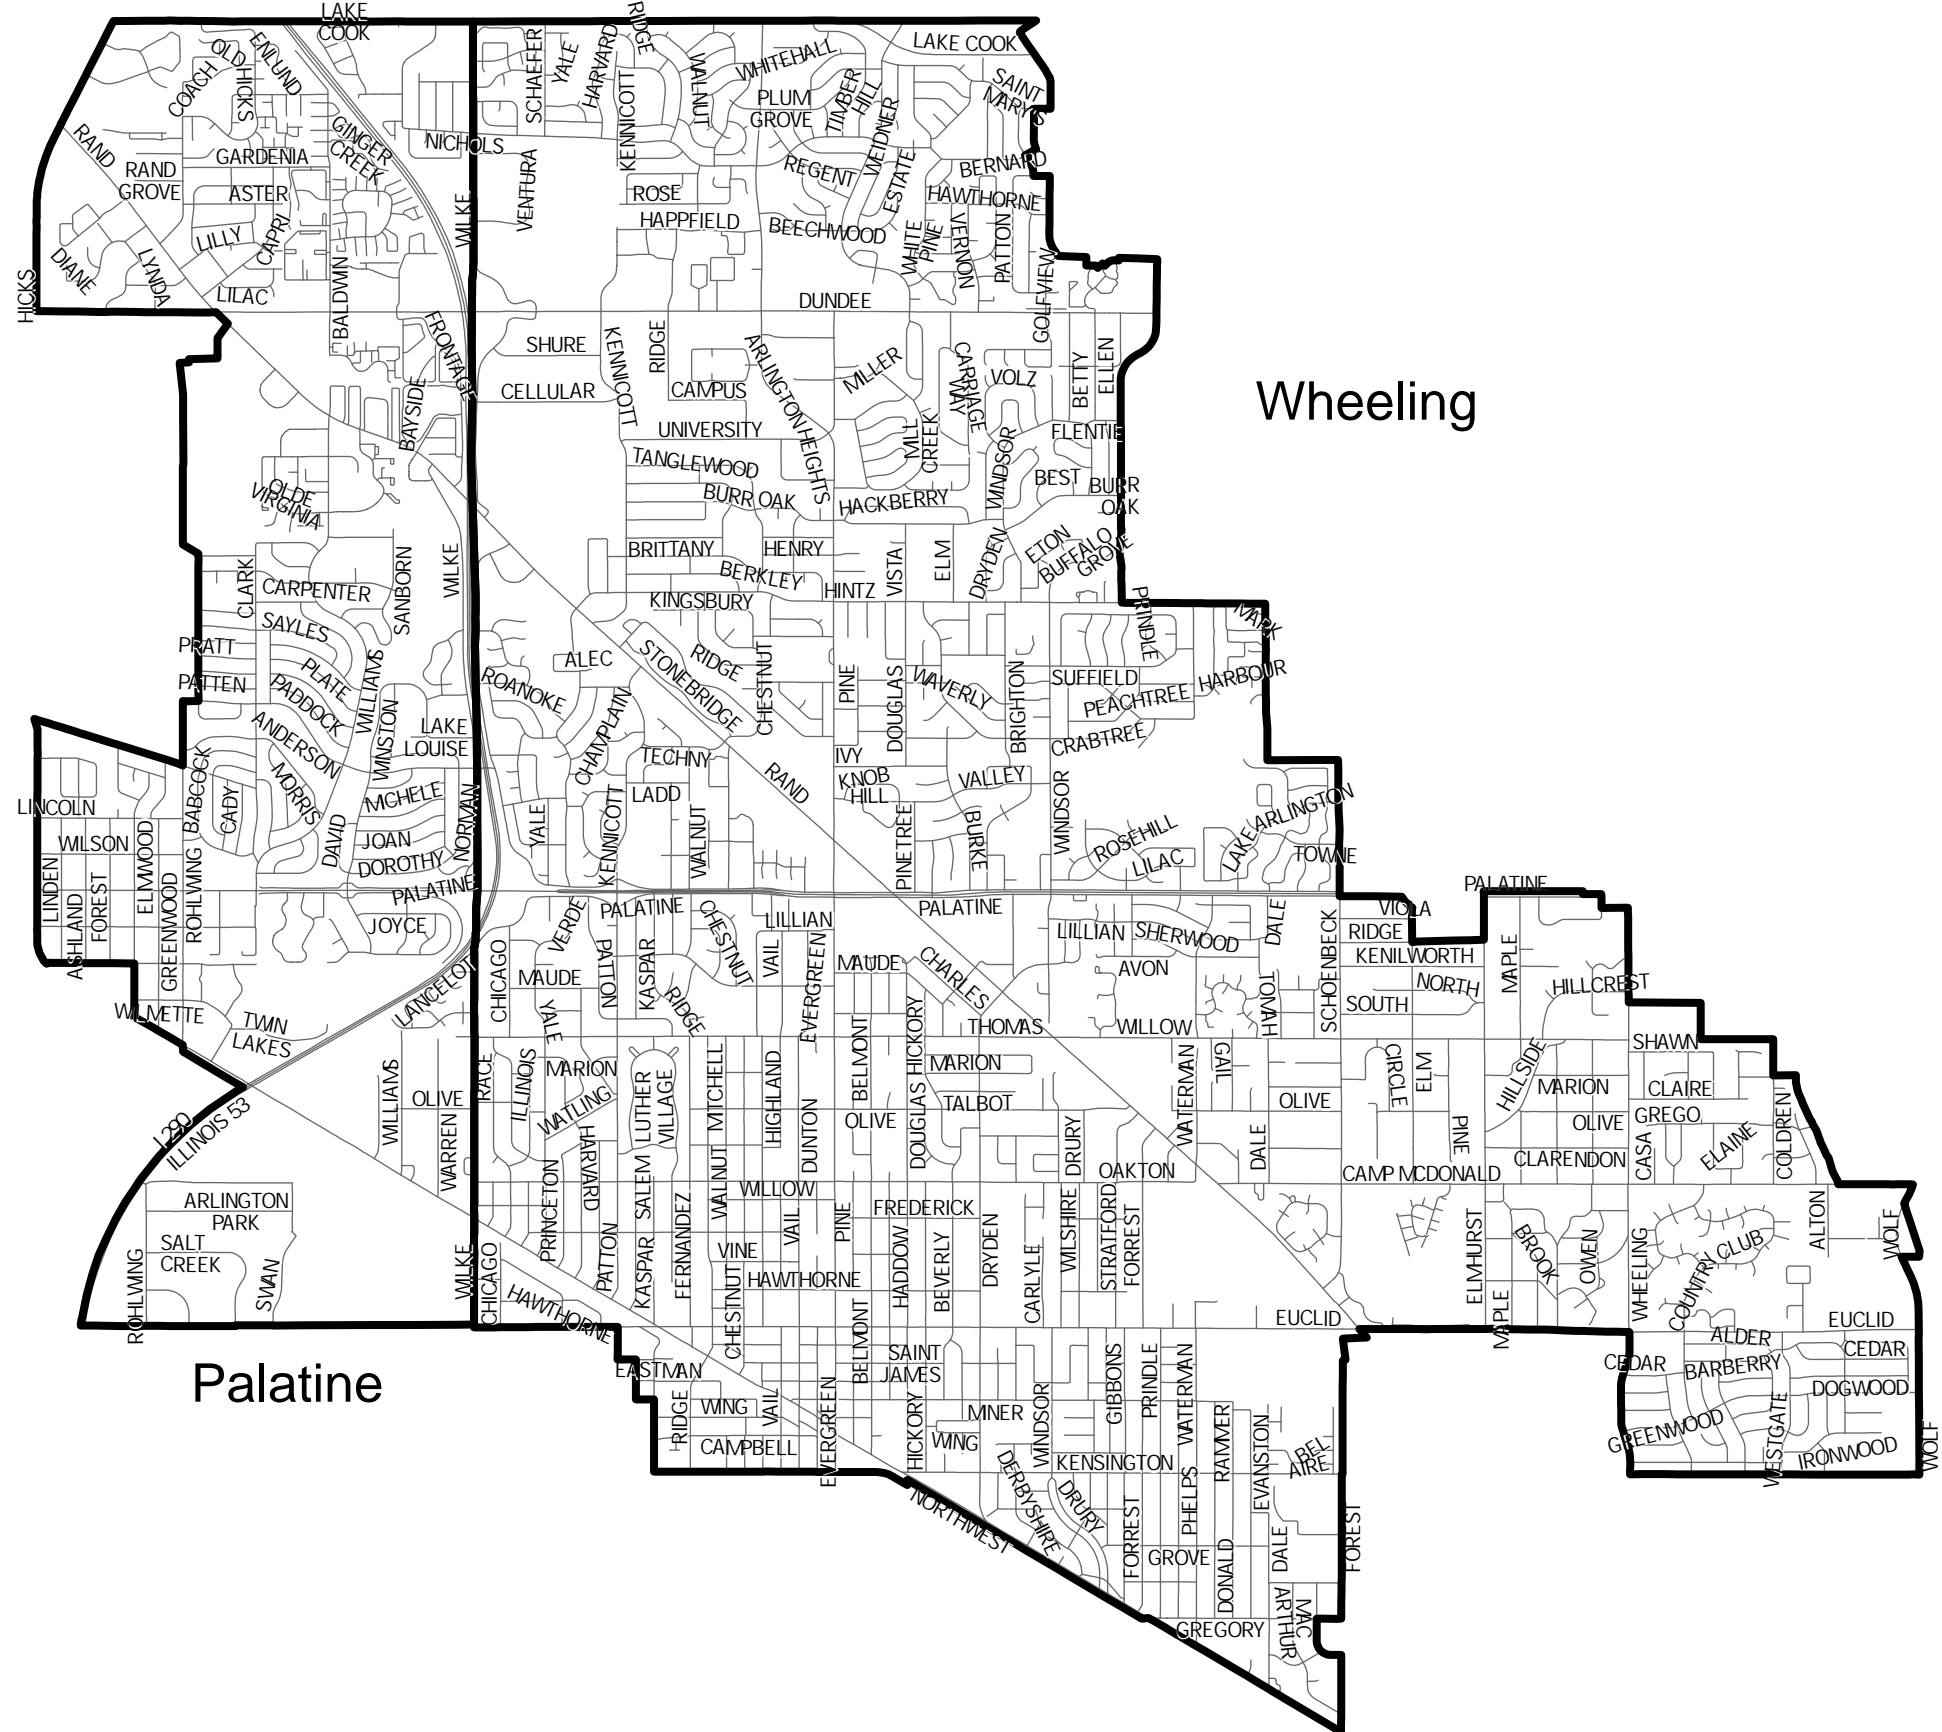 LAKE
COOK
OLD
ENLUND
HICKS
COACH
RAND
RAND
GROVE
GARDENIA
ASTER
GINGER
CREEK
NICHOLS
LILLY
CAPRI
DIANE
LYNDA
LILAC
HICKS
BALDWIN
WILKE
FRONTAGE
SCHAEFER
YALE
HARVARD
RIDGE
KENNICOTT
WALNUT
WHITEHALL
PLUM
GROVE
TIMBER
HILL
WEIDNER
LAKE COOK
SAINT
MARY'S
VENTURA
ROSE
HAPPFIELD
REGENT
ESTATE
BEECHWOOD
BERNARD
HAWTHORNE
WHITE
PINE
VERNON
PATTON
GOLFVIEW
DUNDEE
SHURE
CELLULAR
KENNICOTT
RIDGE
CAMPUS
ARLINGTON HEIGHTS
MILLER
CARRIAGE
WAY
VOLZ
BETTY
ELLEN
Wheeling
BAYSIDE
UNIVERSITY
TANGLEWOOD
BURR OAK
MILL
CREEK
WINDSOR
FLENTIE
BEST
BURR
OAK
HACKBERRY
OLDE
VIRGINIA
BRITTANY
HENRY
BERKLEY
VISTA
ELM
DRYDEN
ETON
BUFFALO
GROVE
CLARK
CARPENTER
SANBORN
WILKE
HINTZ
KINGSBURY
PRINDLE
MARK
SAYLES
PRATT
PLATE
PATTEN
PADDOCK
WILLIAMS
ANDERSON
WINSTON
LAKE
LOUISE
ALEC
ROANOKE
STONEBRIDGE
RIDGE
CHESTNUT
PINE
DOUGLAS
WAVERLY
BRIGHTON
SUFFIELD
PEACHTREE
HARBOUR
CRABTREE
CHAMPLAIN
TECHNY
LADD
IVY
KNOB
HILL
VALLEY
RAND
BABCOCK
CADY
MORRIS
MICHELE
DAVID
JOAN
DOROTHY
NORMAN
LINCOLN
WILSON
LINDEN
ASHLAND
FOREST
ELMWOOD
GREENWOOD
ROHLWING
PALATINE
JOYCE
YALE
KENNICOTT
WALNUT
PINETREE
BURKE
WINDSOR
ROSEHILL
LILAC
LAKE ARLINGTON
TOWNE
PALATINE
VERDE
PALATINE
CHESTNUT
LILLIAN
PALATINE
LILLIAN
SHERWOOD
DALE
SCHOENBECK
VIOLA
RIDGE
KENILWORTH
MAPLE
WILMETTE
TWIN
LAKES
LANCELOT
CHICAGO
MAUDE
PATTON
KASPAR
VAIL
EVERGREEN
MAUDE
CHARLES
AVON
TONAWAH
SOUTH
NORTH
HILLCREST
YALE
RIDGE
BELMONT
HICKORY
THOMAS
WILLOW
SHAWN
RACE
ILLINOIS
MARION
WATLING
LUTHER
VILLAGE
MITCHELL
HIGHLAND
MARION
TALBOT
WATERMAN
GAIL
CIRCLE
ELM
HILLSIDE
MARION
CLAIRE
WILLIAMS
OLIVE
OLIVE
DOUGLAS
DRURY
OLIVE
OLIVE
GREGO
I 290
ILLINOIS 53
WARREN
HARVARD
DUNTON
OAKTON
DALE
PINE
CAMP MCDONALD
CLARENDON
CASA
ELAINE
COLDREN
ARLINGTON
PARK
SALT
CREEK
SWAN
ROHLWING
WILKE
CHICAGO
PRINCETON
SALEM
WALNUT
WILLOW
FREDERICK
PATTON
KASPAR
FERNANDEZ
VINE
VAIL
PINE
HADDOW
BEVERLY
DRYDEN
CARLYLE
WILSHIRE
STRATFORD
FORREST
ELMHURST
BROOK
OWEN
WHEELING
COUNTRY CLUB
ALTON
WOLF
HAWTHORNE
CHESTNUT
HAWTHORNE
EUCLID
MAPLE
EUCLID
Palatine
EASTMAN
BELMONT
SAINT
JAMES
GIBBONS
PRINDLE
WATERMAN
ALDER
CEDAR
CEDAR
BARBERRY
DOGWOOD
RIDGE
WING
VAIL
CAMPBELL
EVERGREEN
HICKORY
MINER
WING
WINDSOR
KENSINGTON
RAMMER
EVANSTON
BEL
AIRE
GREENWOOD
WESTGATE
IRONWOOD
WOLF
NORTHWEST
DERBYSHIRE
DRURY
FORREST
PHELPS
GROVE
DONALD
DALE
FOREST
GREGORY
MAC
ARTHUR